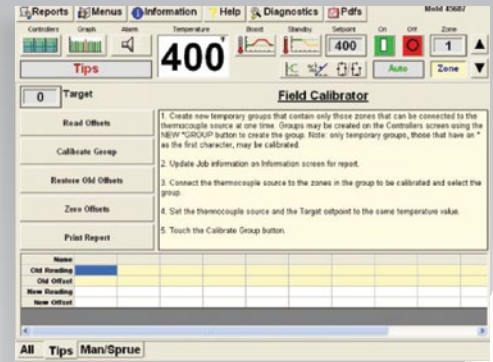 Reports Menus Information Help Diagnostics Pdfs Mold 45687
Controllers Graph Alarm Temperature Boost Standby Setpoint On Off Zone
400° 400 1
Tips Auto Zone
0 Target Field Calibrator
Read Offsets
Calibrate Group
Restore Old Offsets
Zero Offsets
Print Report
1. Create new temporary groups that contain only those zones that can be connected to the
thermocouple source at one time. Groups may be created on the Controllers screen using the
NEW *GROUP button to create the group. Note: only temporary groups, those that have an *
as the first character, may be calibrated.
2. Update Job information on Information screen for report.
3. Connect the thermocouple source to the zones in the group to be calibrated and select the
group.
4. Set the thermocouple source and the Target setpoint to the same temperature value.
5. Touch the Calibrate Group button.
Name
Old Reading
Old Offset
New Reading
New Offset
All Tips Man/Sprue